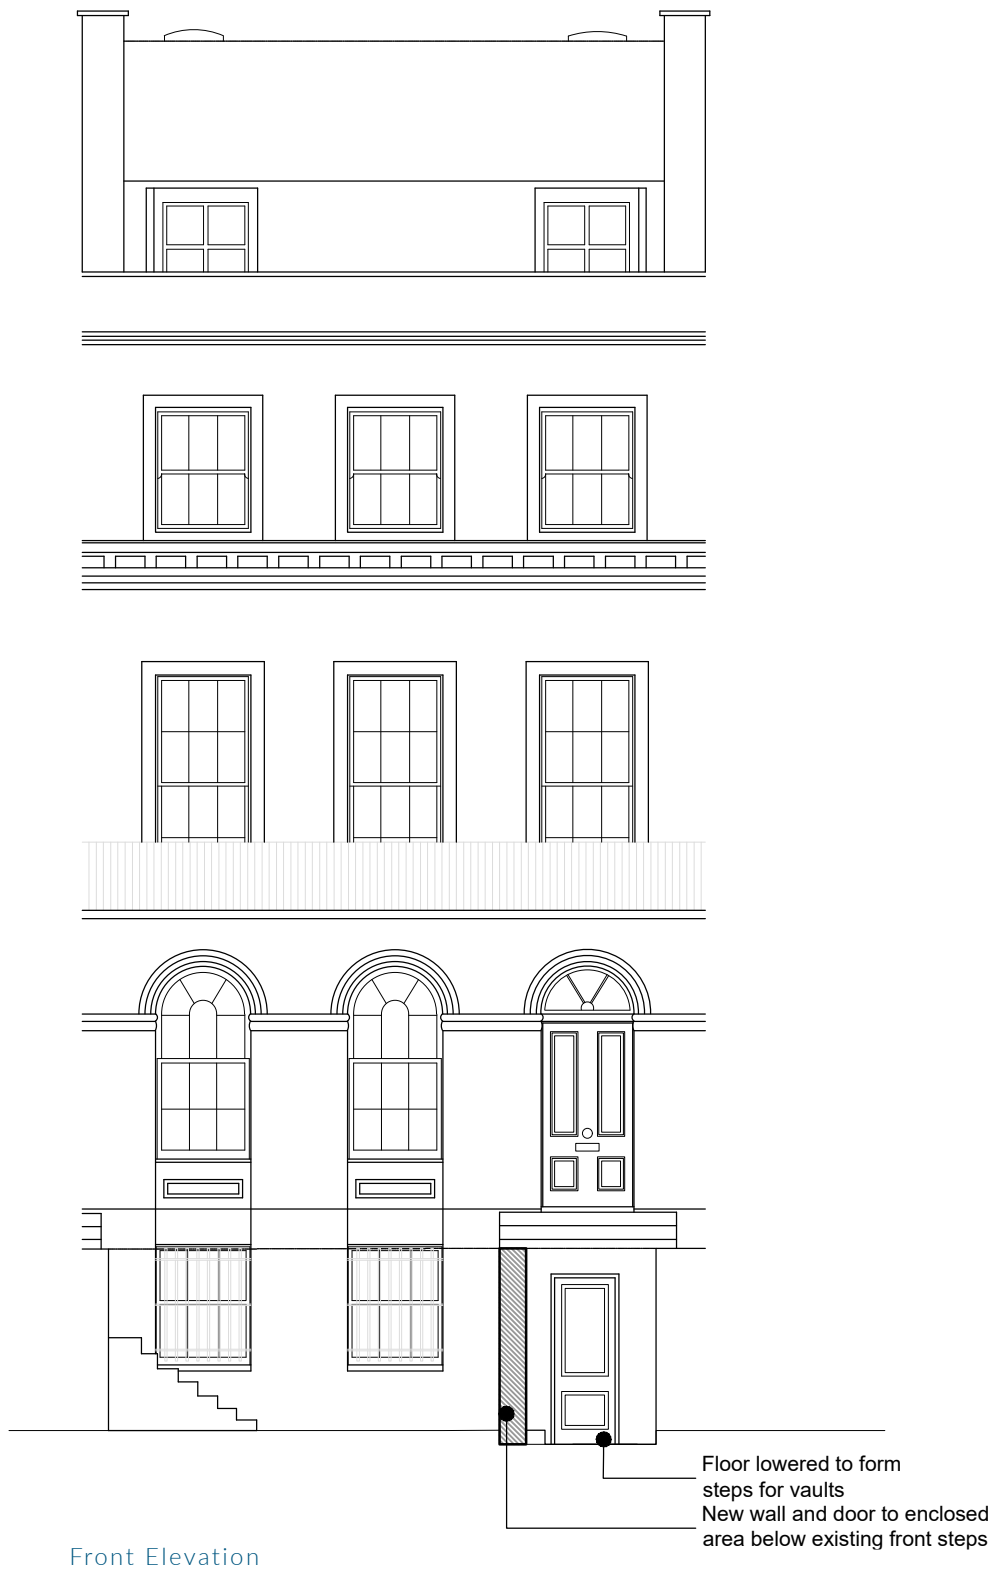 Floor lowered to form
steps for vaults
New wall and door to enclosed
area below existing front steps
Front Elevation